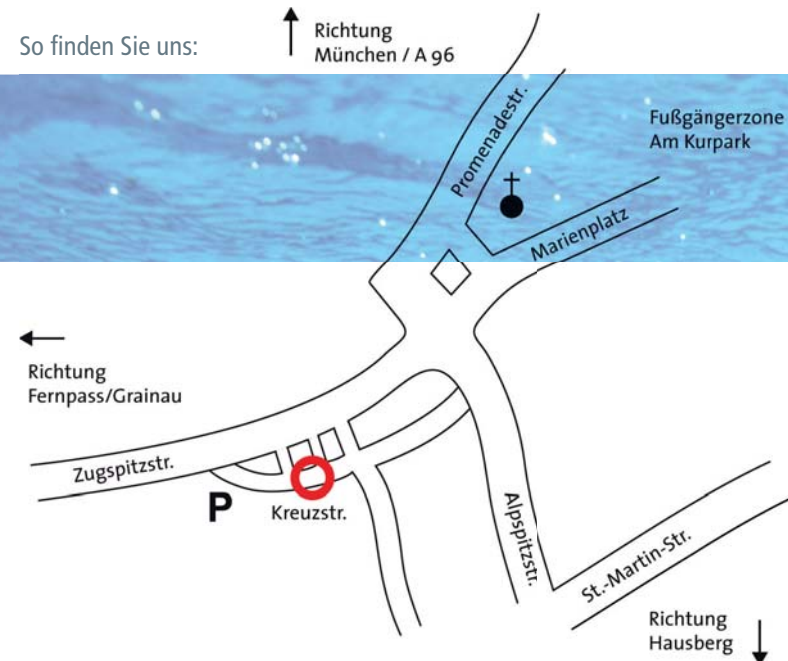 So finden Sie uns:
Richtung
München / A 96
Promenadestr.
Fußgängerzone
Am Kurpark
Marienplatz
Richtung
Fernpass/Grainau
Zugspitzstr.
P
Kreuzstr.
Alpspitzstr.
St.-Martin-Str.
Richtung
Hausberg